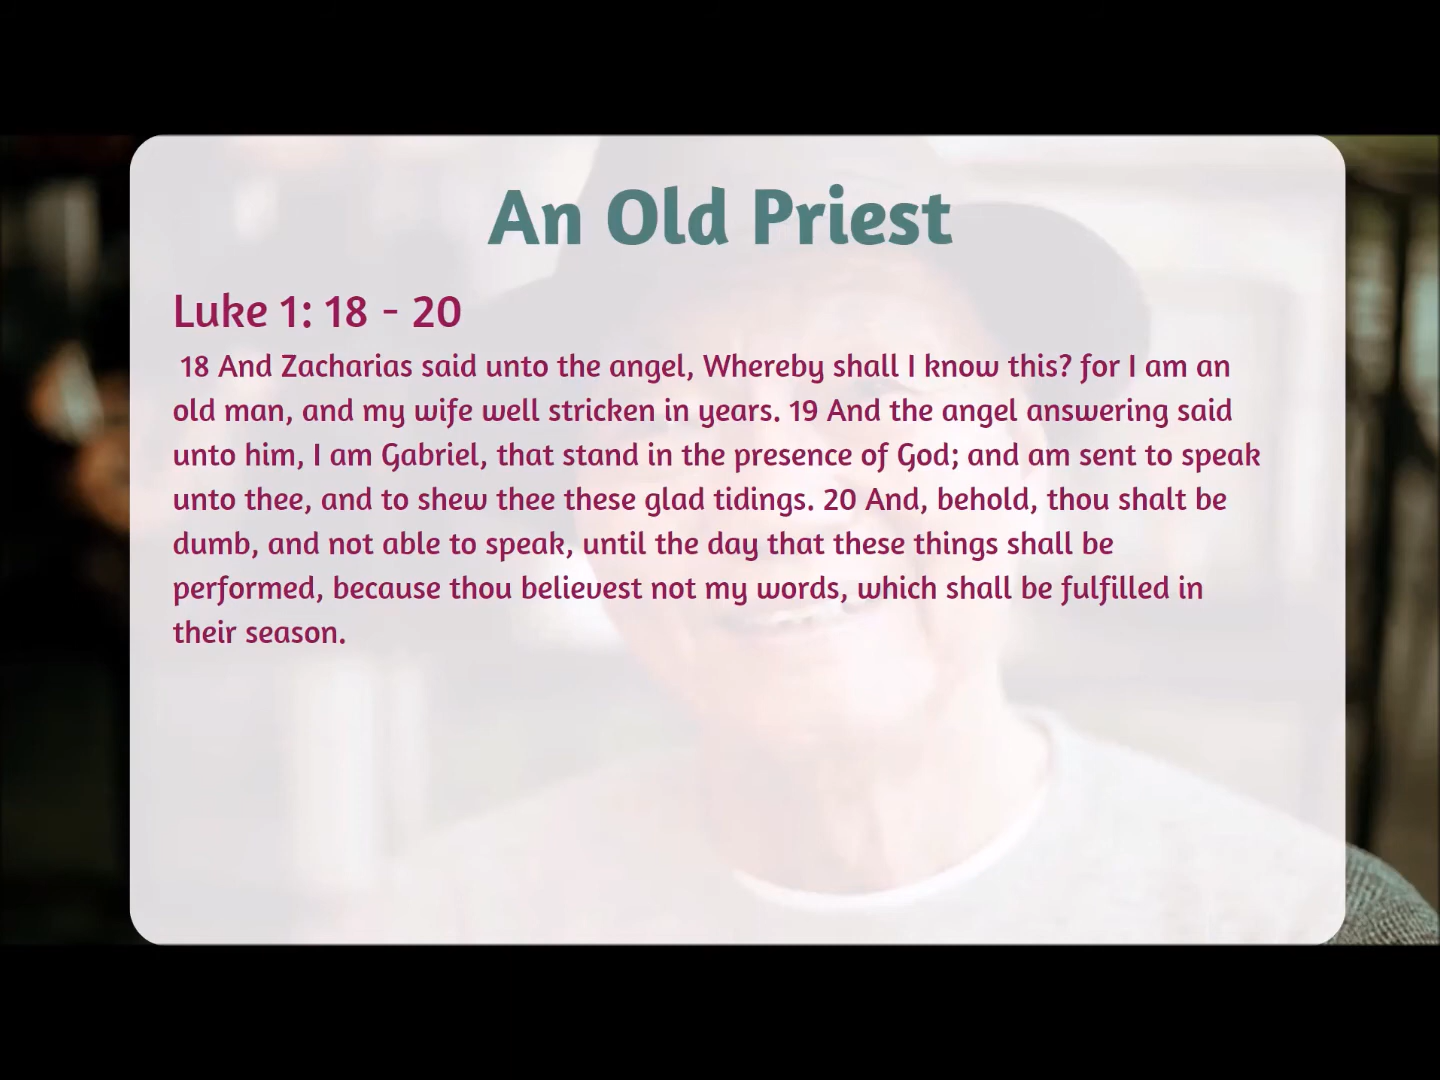 An Old Priest
Luke 1: 18 - 20
18 And Zacharias said unto the angel, Whereby shall I know this? for I am an
old man, and my wife well stricken in years. 19 And the angel answering said
unto him, I am Gabriel, that stand in the presence of God; and am sent to speak
unto thee, and to shew thee these glad tidings. 20 And, behold, thou shalt be
dumb, and not able to speak, until the day that these things shall be
performed, because thou believest not my words, which shall be fulfilled in
their season.